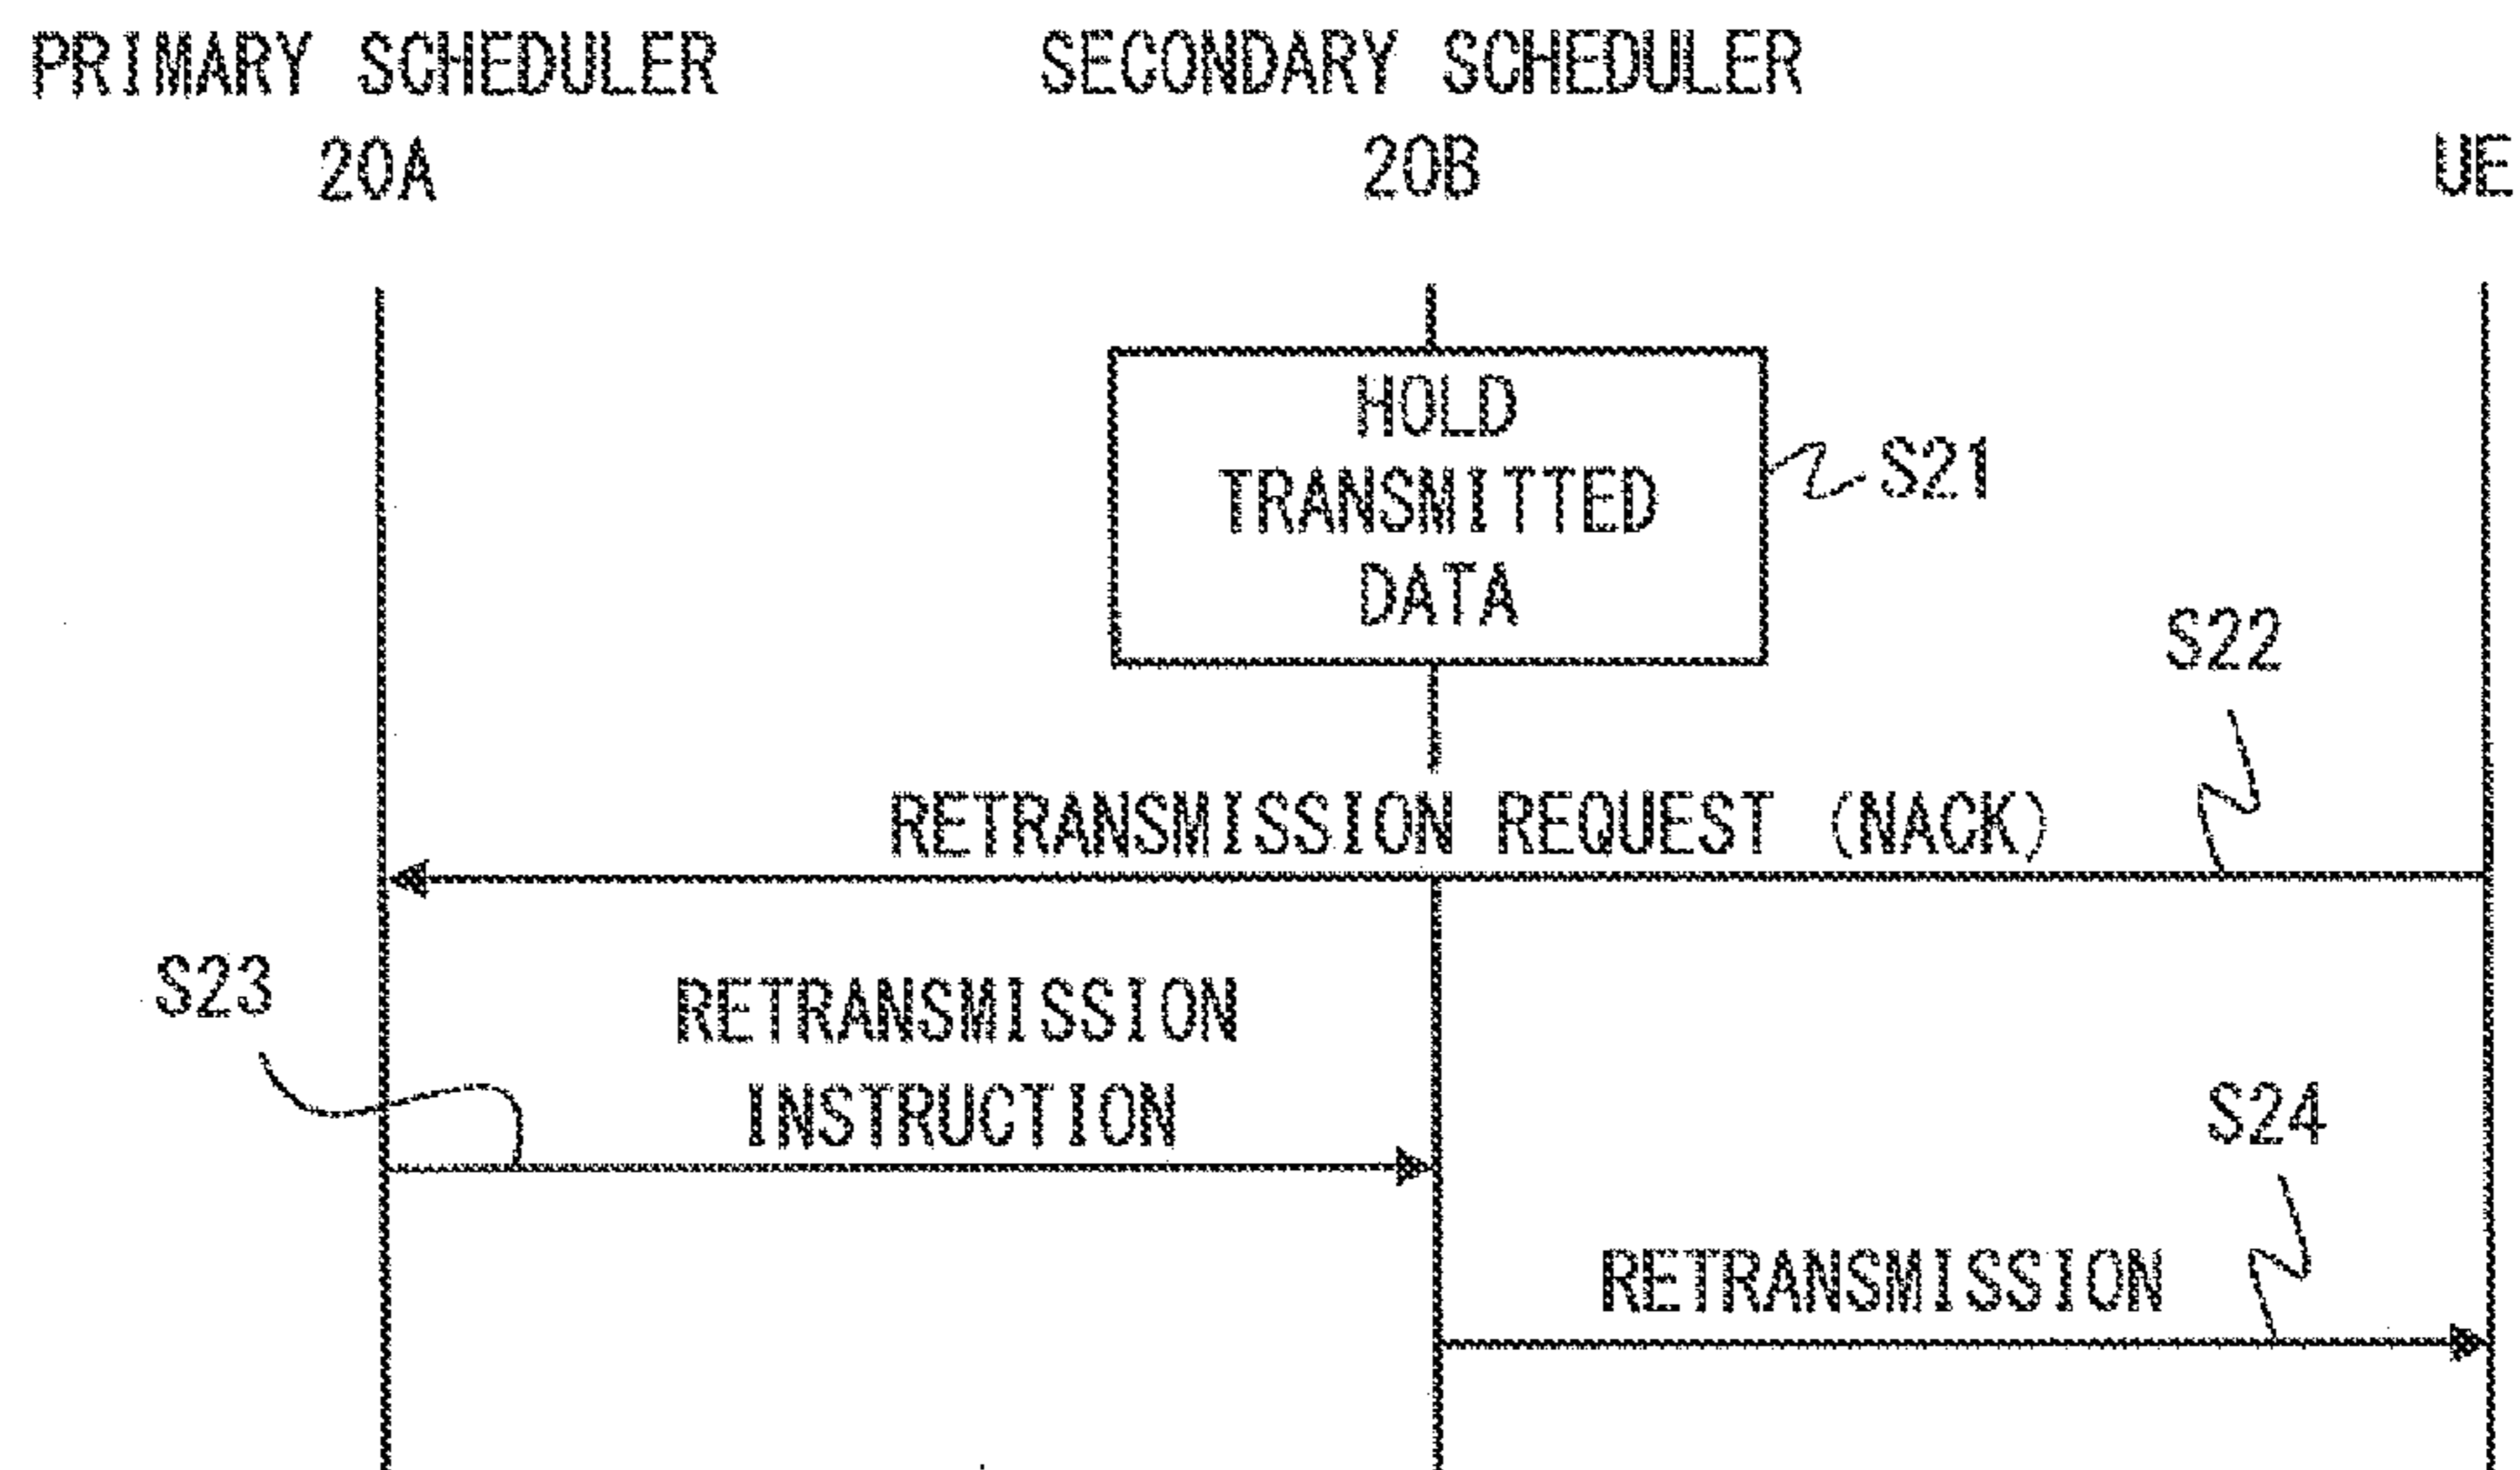 PRIMARY SCHEDULER
20A
SECONDARY SCHEDULER
20B
UE
HOLD
TRANSMITTED
DATA
S21
S22
RETRANSMISSION REQUEST (NACK)
S23
RETRANSMISSION
INSTRUCTION
S24
RETRANSMISSION